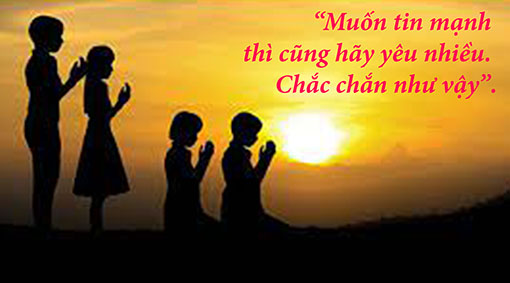 “Muốn tin mạnh
thì cũng hãy yêu nhiều.
Chắc chắn như vậy”.